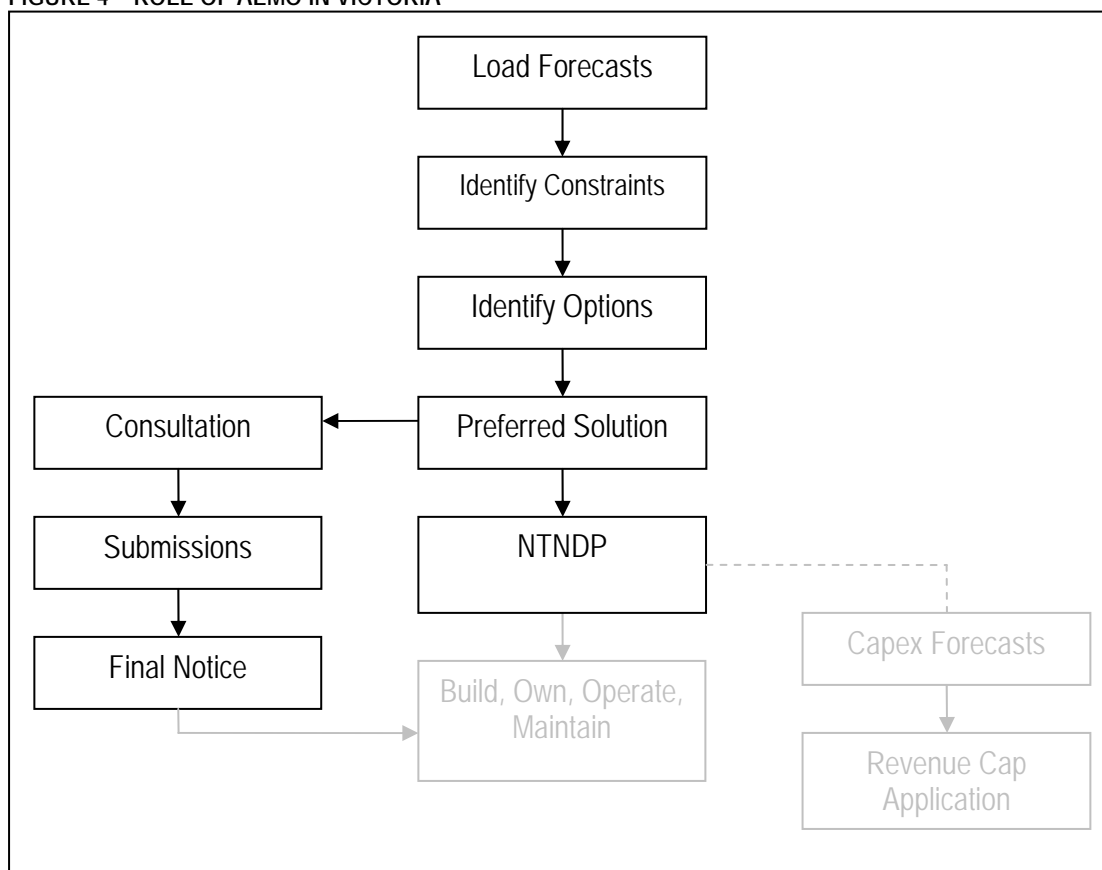 FIGURE 4 ROLE OF AEMO IN VICTORIA
Load Forecasts
Identify Constraints
Identify Options
Preferred Solution
Consultation
Submissions
Final Notice
NTNDP
Build, Own, Operate,
Maintain
Capex Forecasts
Revenue Cap
Application